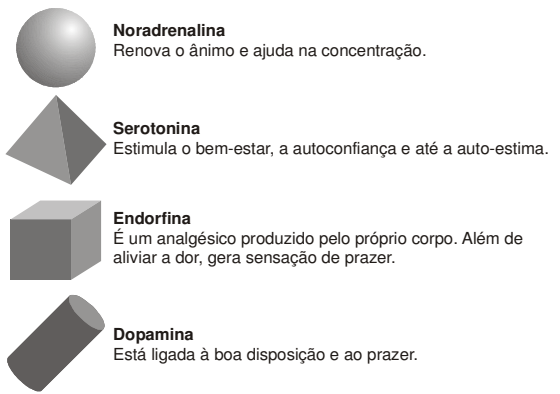 Noradrenalina
Renova o ânimo e ajuda na concentração.
Serotonina
Estimula o bem-estar, a autoconfiança e até a auto-estima.
Endorfina
É um analgésico produzido pelo próprio corpo. Além de
aliviar a dor, gera sensação de prazer.
Dopamina
Está ligada à boa disposição e ao prazer.